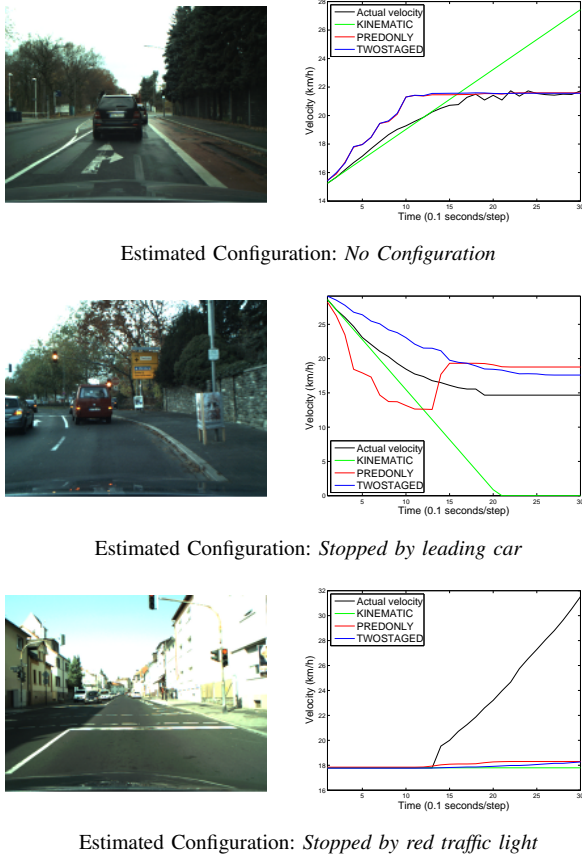 28
26
24
22
20
18
16
14
Velocity (km/h)
Actual velocity
KINEMATIC
PREDONLY
TWOSTAGED
5 10 15 20 25 30
Time (0.1 seconds/step)
Estimated Configuration: No Configuration
25
20
15
10
5
0
Velocity (km/h)
Actual velocity
KINEMATIC
PREDONLY
TWOSTAGED
5 10 15 20 25 30
Time (0.1 seconds/step)
Estimated Configuration: Stopped by leading car
32
30
28
26
24
22
20
18
16
Velocity (km/h)
Actual velocity
KINEMATIC
PREDONLY
TWOSTAGED
5 10 15 20 25 30
Time (0.1 seconds/step)
Estimated Configuration: Stopped by red traffic light